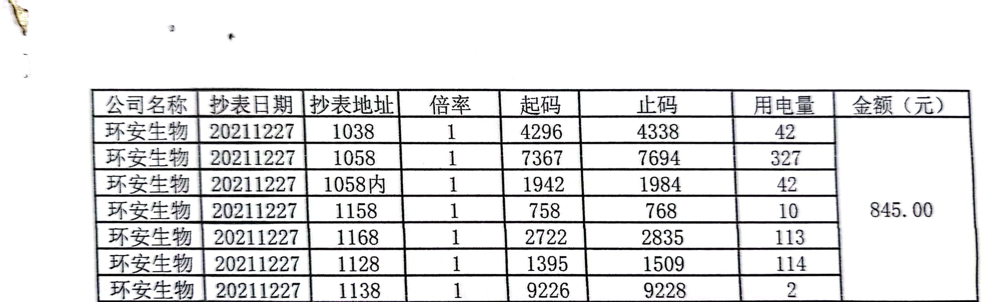 公司名称 抄表日期 抄表地址 倍率 起码 止码 用电量 金额（元）
环安生物 20211227 1038 1 4296 4338 42
环安生物 20211227 1058 1 7367 7694 327
环安生物 20211227 1058内 1 1942 1984 42
环安生物 20211227 1158 1 758 768 10 845.00
环安生物 20211227 1168 1 2722 2835 113
环安生物 20211227 1128 1 1395 1509 114
环安生物 20211227 1138 1 9226 9228 2